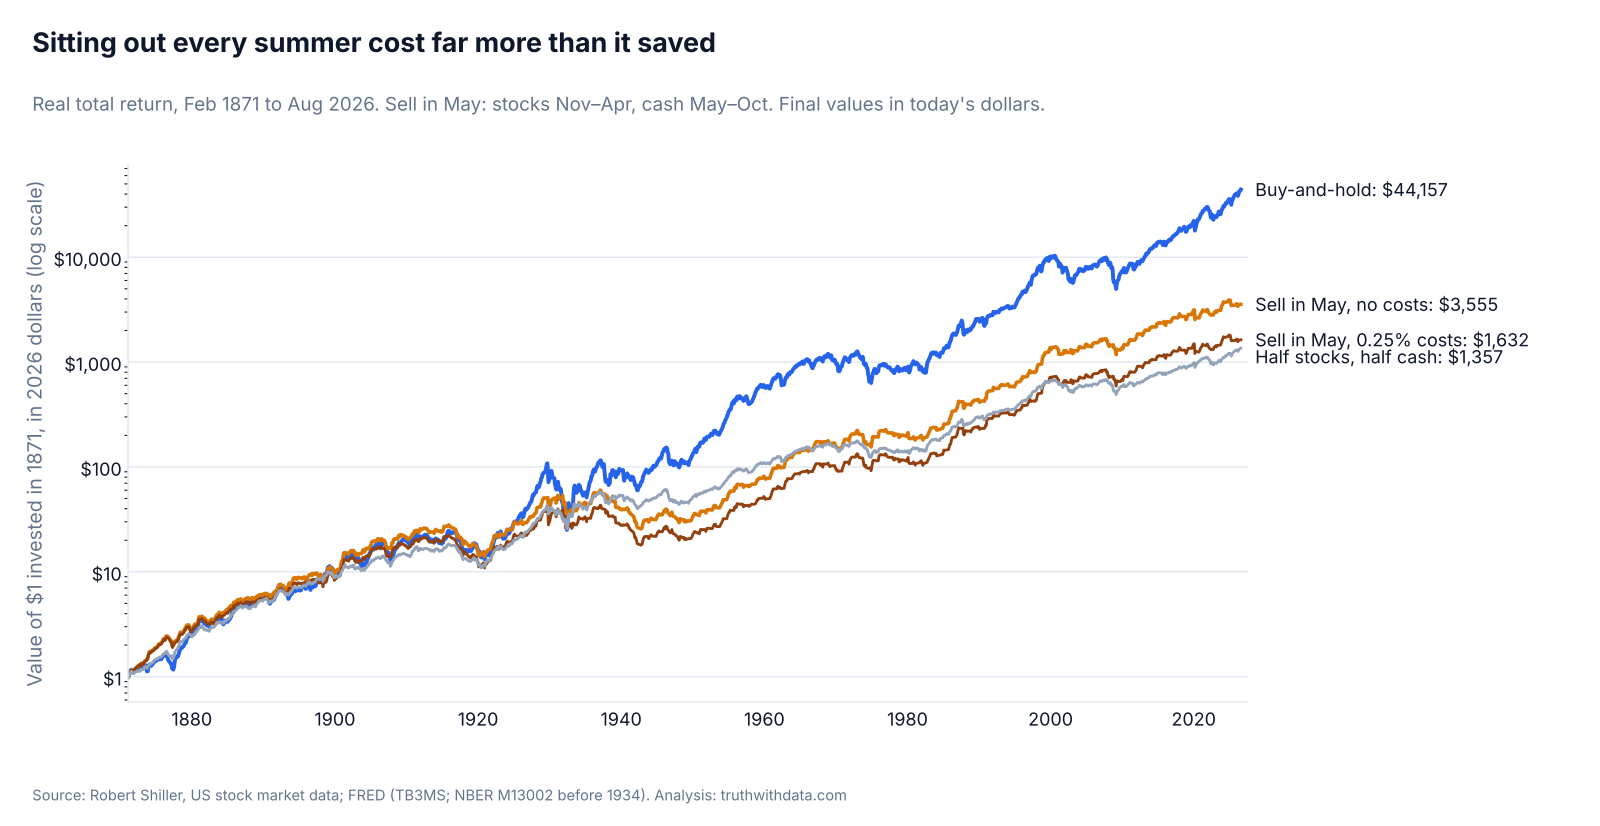 Sitting out every summer cost far more than it saved
Real total return, Feb 1871 to Aug 2026. Sell in May: stocks Nov–Apr, cash May–Oct. Final values in today's dollars.
Value of $1 invested in 1871, in 2026 dollars (log scale)
$10,000
$1,000
$100
$10
$1
Buy-and-hold: $44,157
Sell in May, no costs: $3,555
Sell in May, 0.25% costs: $1,632
Half stocks, half cash: $1,357
1880 1900 1920 1940 1960 1980 2000 2020
Source: Robert Shiller, US stock market data; FRED (TB3MS; NBER M13002 before 1934). Analysis: truthwithdata.com